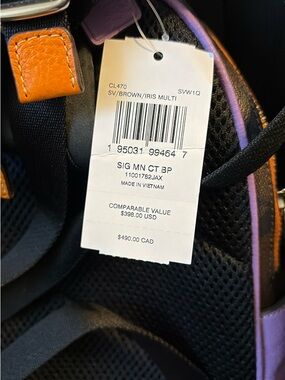 CL470 SVW1Q
SV/BROWN/IRIS MULTI
1 95031 99464 7
SIG MN CT BP
11001762JAX
MADE IN VIETNAM
COMPARABLE VALUE
$398.00 USD
$490.00 CAD